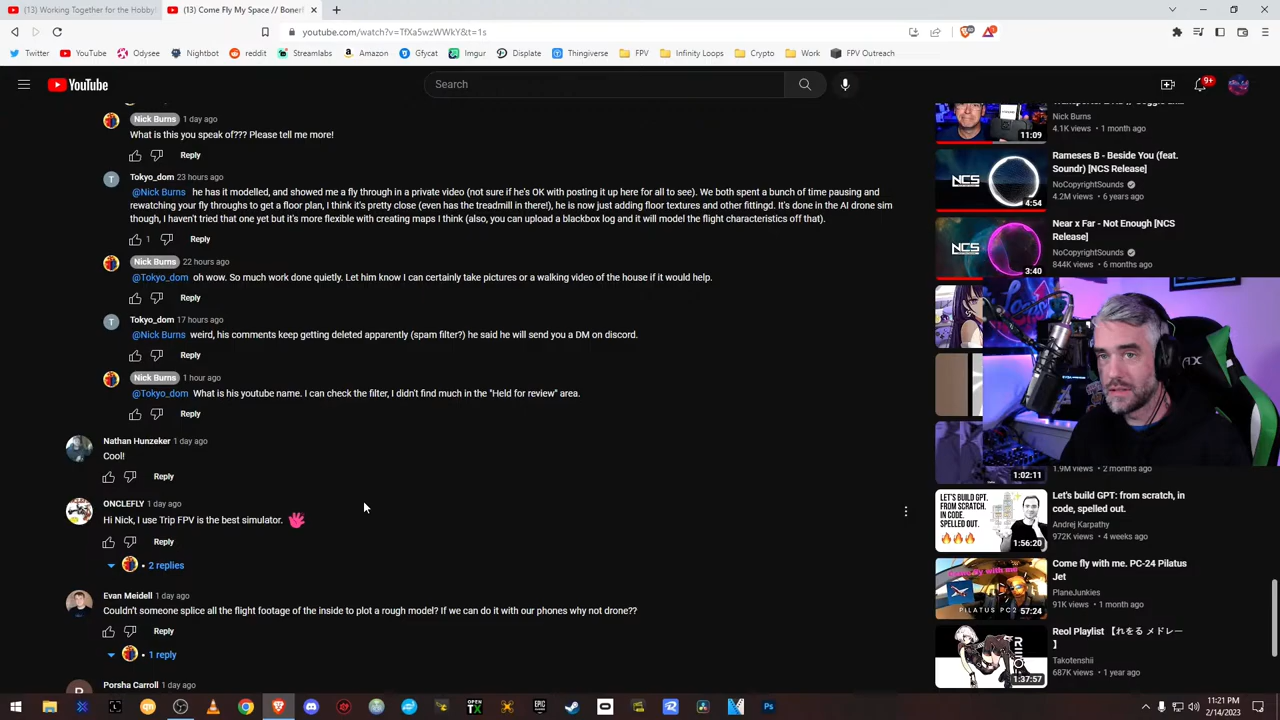 (13) Working Together for the Hobby!
(13) Come Fly My Space // Boner
youtube.com/watch?v=TfXa5wzWWkY&t=1s
Twitter
YouTube
Odysee
Nightbot
reddit
Streamlabs
Amazon
Gfycat
Imgur
Displate
Thingiverse
FPV
Infinity Loops
Crypto
Work
FPV Outreach
YouTube
Search
9+
Nick Burns 1 day ago
What is this you speak of??? Please tell me more!
Reply
Tokyo_dom 23 hours ago
@Nick Burns he has it modelled, and showed me a fly through in a private video (not sure if he's OK with posting it up here for all to see). We both spent a bunch of time pausing and
rewatching your fly throughs to get a floor plan, I think it's pretty close (even has the treadmill in there!), he is now just adding floor textures and other fittingd. It's done in the AI drone sim
though, I haven't tried that one yet but it's more flexible with creating maps I think (also, you can upload a blackbox log and it will model the flight characteristics off that).
1
Reply
Nick Burns 22 hours ago
@Tokyo_dom oh wow. So much work done quietly. Let him know I can certainly take pictures or a walking video of the house if it would help.
Reply
Tokyo_dom 17 hours ago
@Nick Burns weird, his comments keep getting deleted apparently (spam filter?) he said he will send you a DM on discord.
Reply
Nick Burns 1 hour ago
@Tokyo_dom What is his youtube name. I can check the filter, I didn't find much in the "Held for review" area.
Reply
Nathan Hunzeker 1 day ago
Cool!
Reply
ONCLEFLY 1 day ago
Hi Nick, I use Trip FPV is the best simulator.
Reply
2 replies
Evan Meidell 1 day ago
Couldn't someone splice all the flight footage of the inside to plot a rough model? If we can do it with our phones why not drone??
Reply
1 reply
Porsha Carroll 1 day ago
Nick Burns
4.1K views • 1 month ago
11:09
Rameses B - Beside You (feat.
Soundr) [NCS Release]
NoCopyrightSounds
4.2M views • 6 years ago
NCS
4:54
Near x Far - Not Enough [NCS
Release]
NoCopyrightSounds
844K views • 6 months ago
NCS
3:40
1.9M views • 2 months ago
1:02:11
Let's build GPT: from scratch, in
code, spelled out.
Andrej Karpathy
972K views • 4 weeks ago
LET'S BUILD GPT.
FROM SCRATCH.
IN CODE.
SPELLED OUT.
1:56:20
Come fly with me. PC-24 Pilatus
Jet
PlaneJunkies
91K views • 1 month ago
Come fly with me!
PILATUS PC2
57:24
Reol Playlist 【れをる メドレー
】
Takotenshii
687K views • 1 year ago
REOL
1:37:57
OPEN
TX
EPIC
GAMES
Ps
11:21 PM
2/14/2023